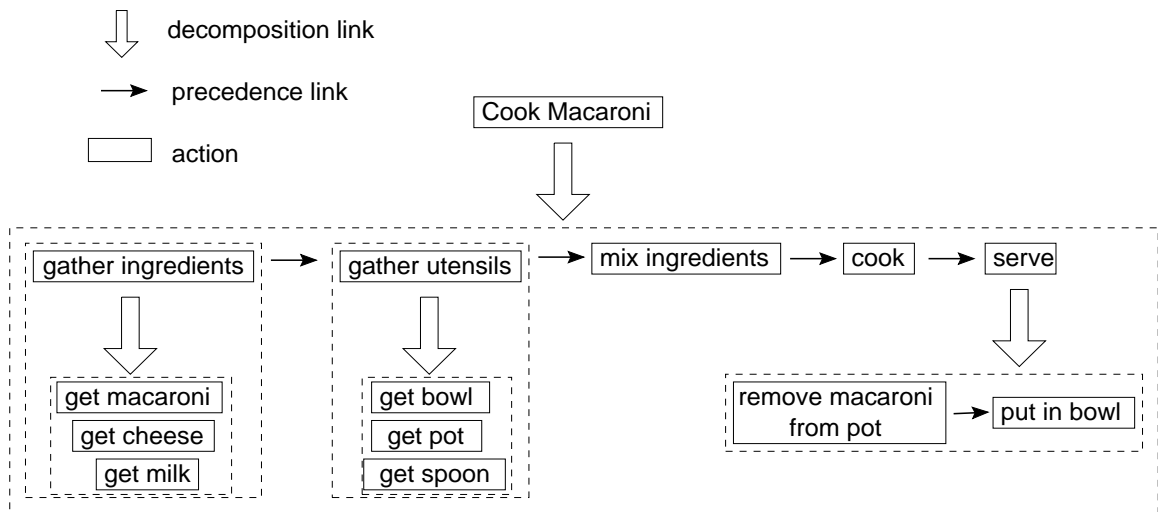 decomposition link
precedence link
action
Cook Macaroni
gather ingredients
gather utensils
mix ingredients
cook
serve
get macaroni
get cheese
get milk
get bowl
get pot
get spoon
remove macaroni
from pot
put in bowl